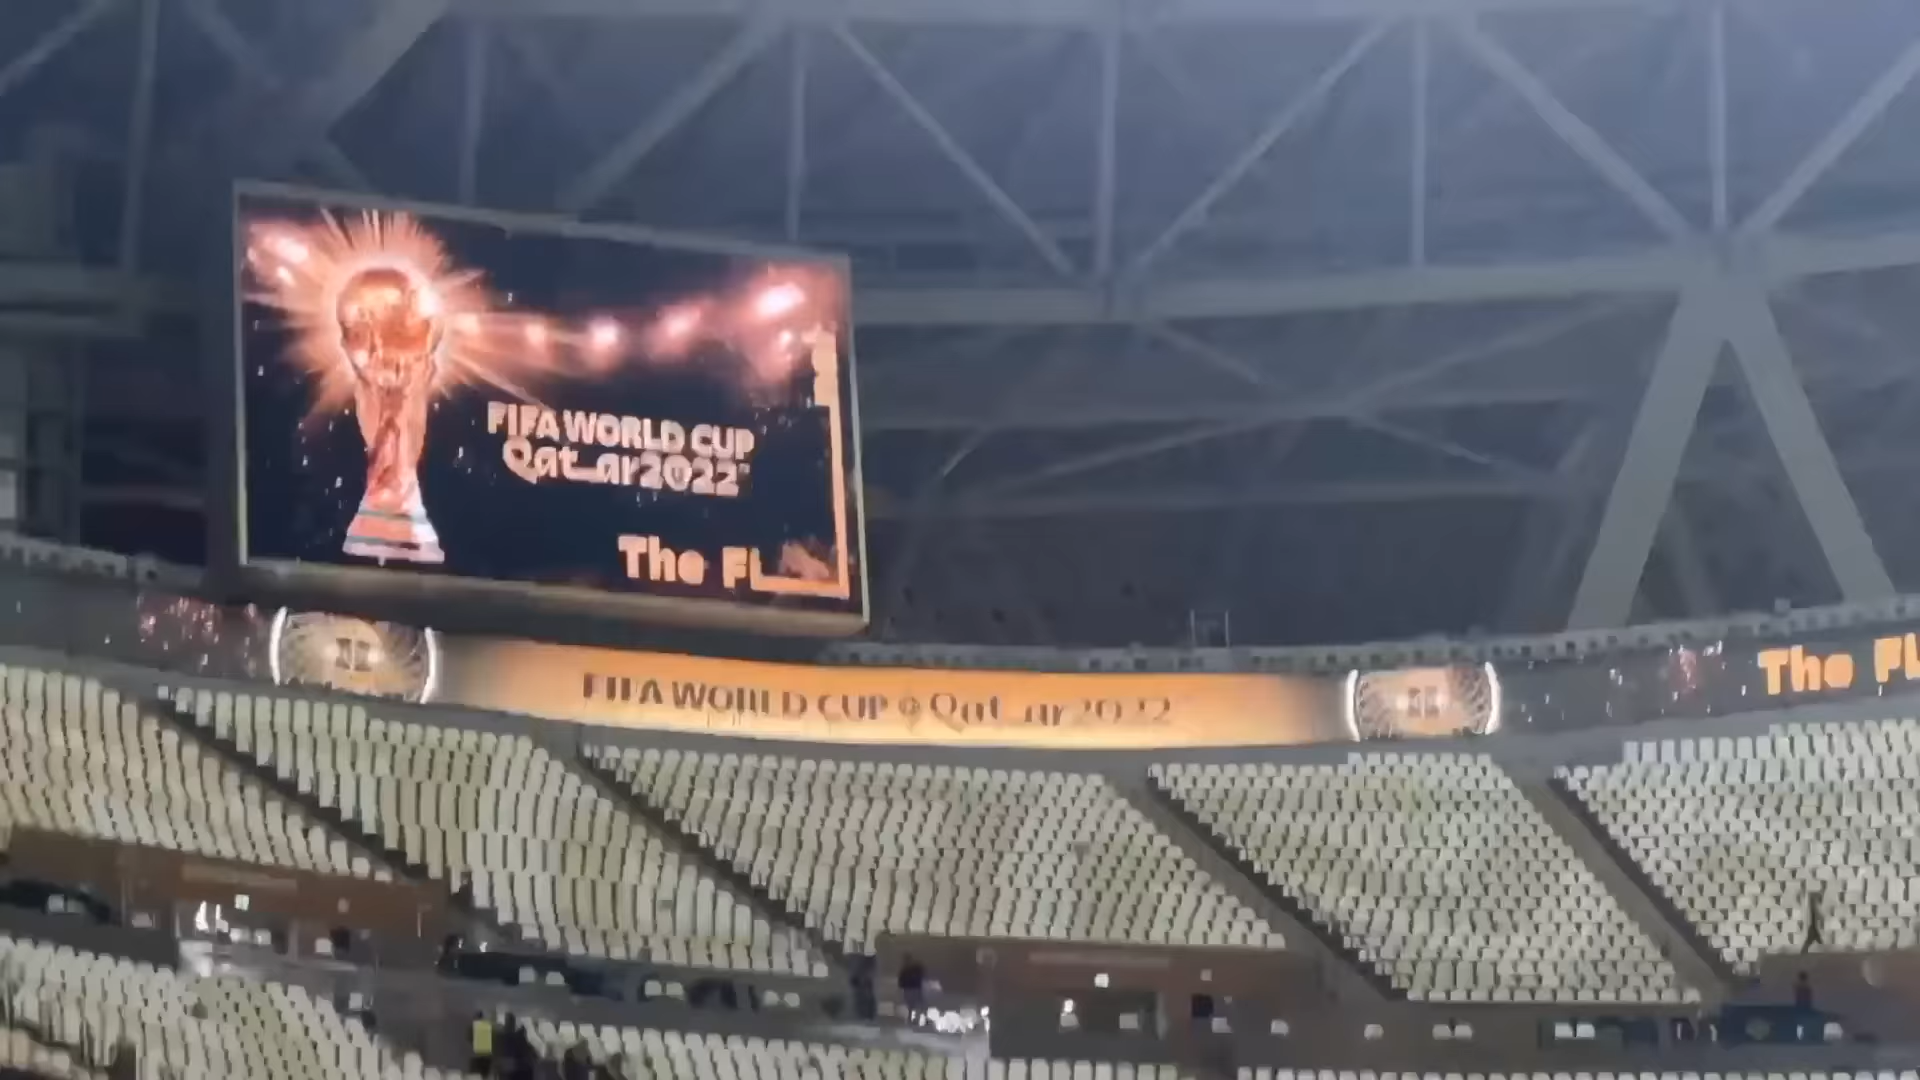 FIFA WORLD CUP
Qatar2022
The
FIFA WORLD CUP Qatar2022
The